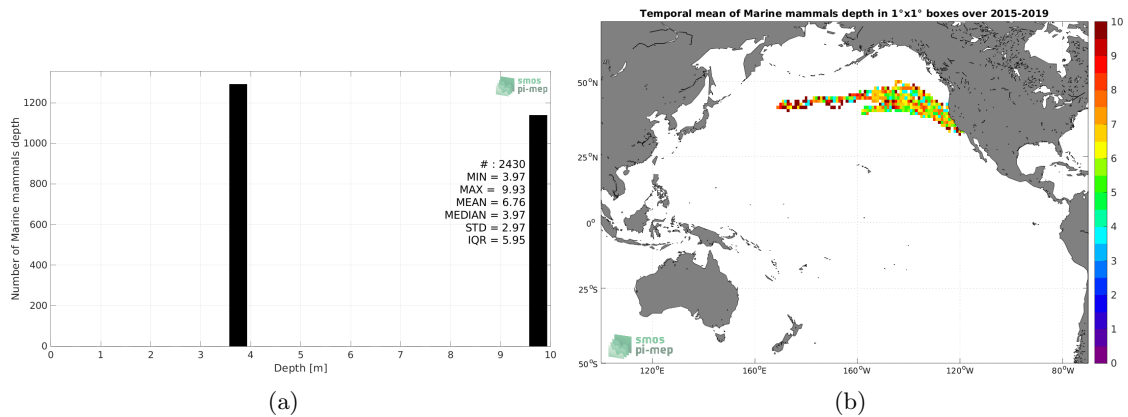 smos
pi-mep
1200
1000
800
600
400
200
0
Number of Marine mammals depth
# : 2430
MIN = 3.97
MAX = 9.93
MEAN = 6.76
MEDIAN = 3.97
STD = 2.97
IQR = 5.95
0 1 2 3 4 5 6 7 8 9 10
Depth [m]
(a)
Temporal mean of Marine mammals depth in 1°x1° boxes over 2015-2019
50°N
25°N
0°
25°S
50°S
120°E 160°E 160°W 120°W 80°W
smos
pi-mep
10
9
8
7
6
5
4
3
2
1
0
(b)